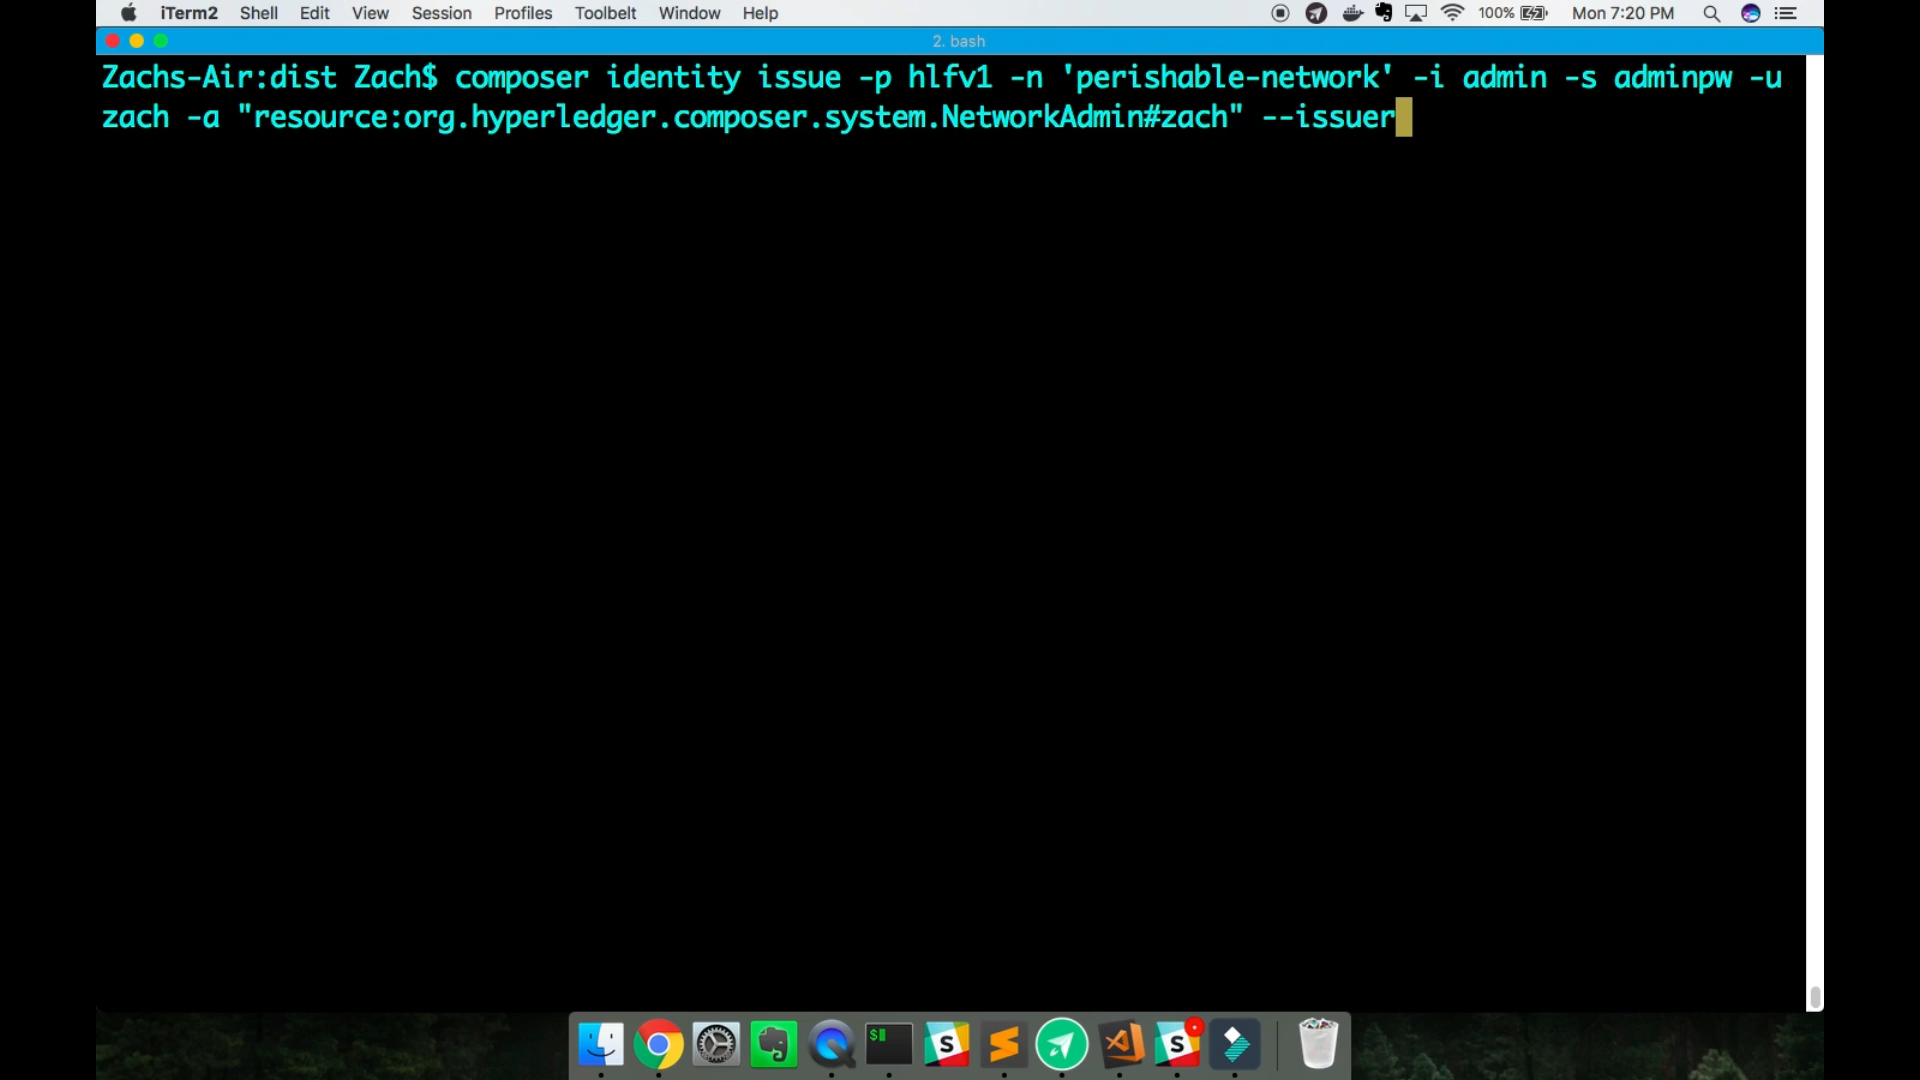 iTerm2 Shell Edit View Session Profiles Toolbelt Window Help 100% Mon 7:20 PM
2. bash
Zachs-Air:dist Zach$ composer identity issue -p hlfv1 -n 'perishable-network' -i admin -s adminpw -u
zach -a "resource:org.hyperledger.composer.system.NetworkAdmin#zach" --issuer
$
S
S